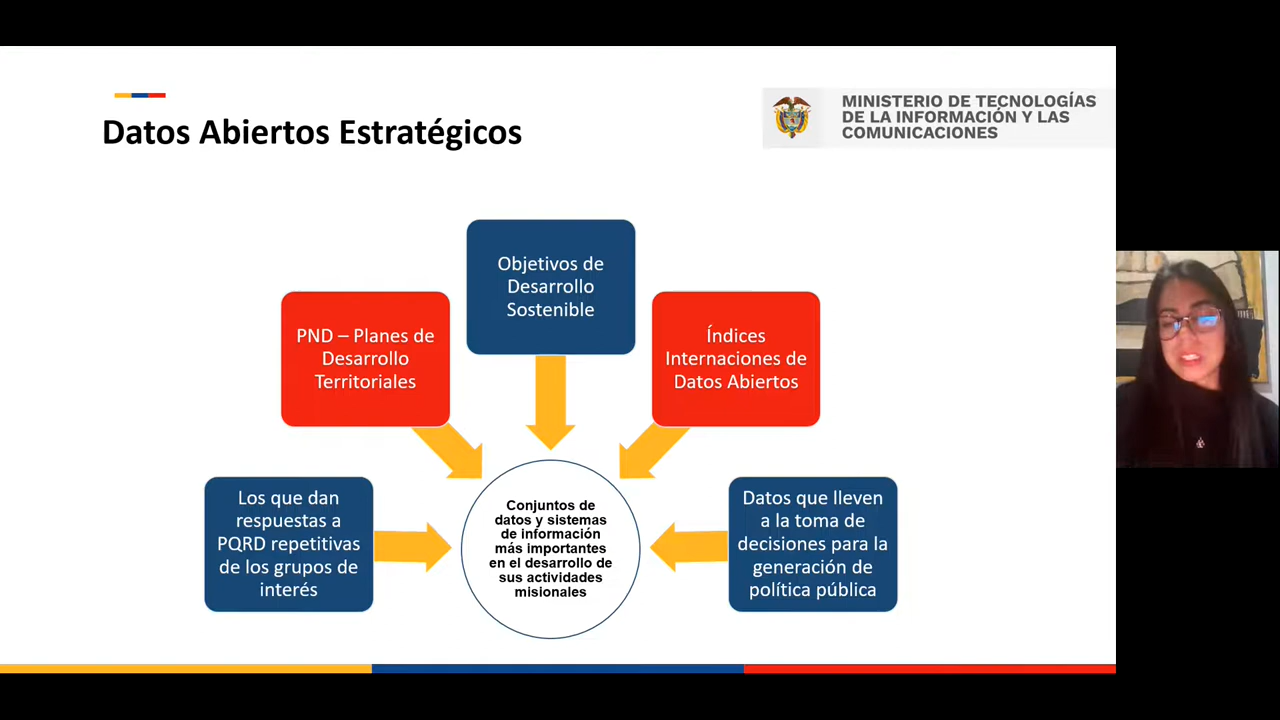 Datos Abiertos Estratégicos
MINISTERIO DE TECNOLOGÍAS
DE LA INFORMACIÓN Y LAS
COMUNICACIONES
Objetivos de
Desarrollo
Sostenible
PND – Planes de
Desarrollo
Territoriales
Índices
Internaciones de
Datos Abiertos
Los que dan
respuestas a
PQRD repetitivas
de los grupos de
interés
Conjuntos de
datos y sistemas
de información
más importantes
en el desarrollo de
sus actividades
misionales
Datos que lleven
a la toma de
decisiones para la
generación de
política pública